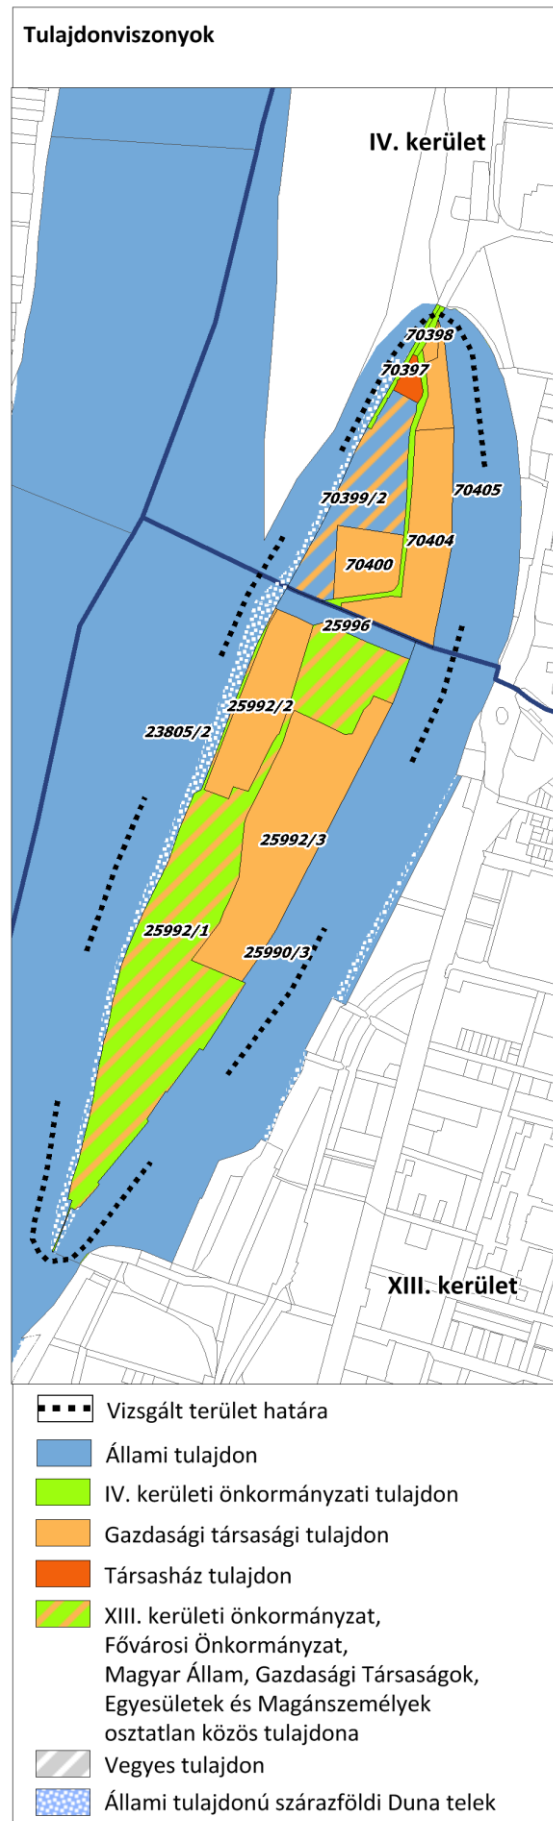 Tulajdonviszonyok
IV. kerület
70398
70397
70399/2
70405
70404
70400
25996
25992/2
23805/2
25992/3
25992/1
25990/3
XIII. kerület
Vizsgált terület határa
Állami tulajdon
IV. kerületi önkormányzati tulajdon
Gazdasági társasági tulajdon
Társasház tulajdon
XIII. kerületi önkormányzat,
Fővárosi Önkormányzat,
Magyar Állam, Gazdasági Társaságok,
Egyesületek és Magánszemélyek
osztatlan közös tulajdona
Vegyes tulajdon
Állami tulajdonú szárazföldi Duna telek